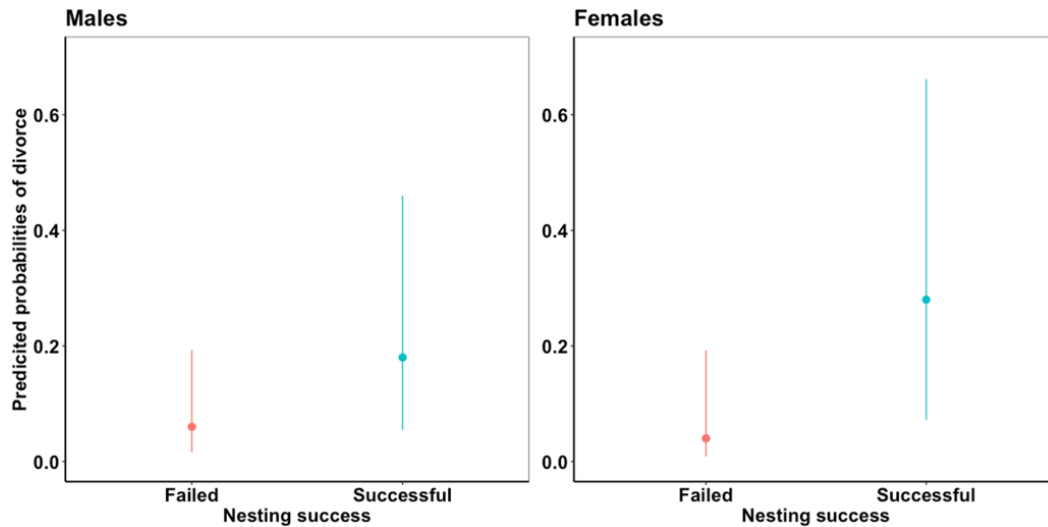 Males
Females
Predicited probabilities of divorce
0.6
0.4
0.2
0.0
Failed
Successful
Nesting success
0.6
0.4
0.2
0.0
Failed
Successful
Nesting success